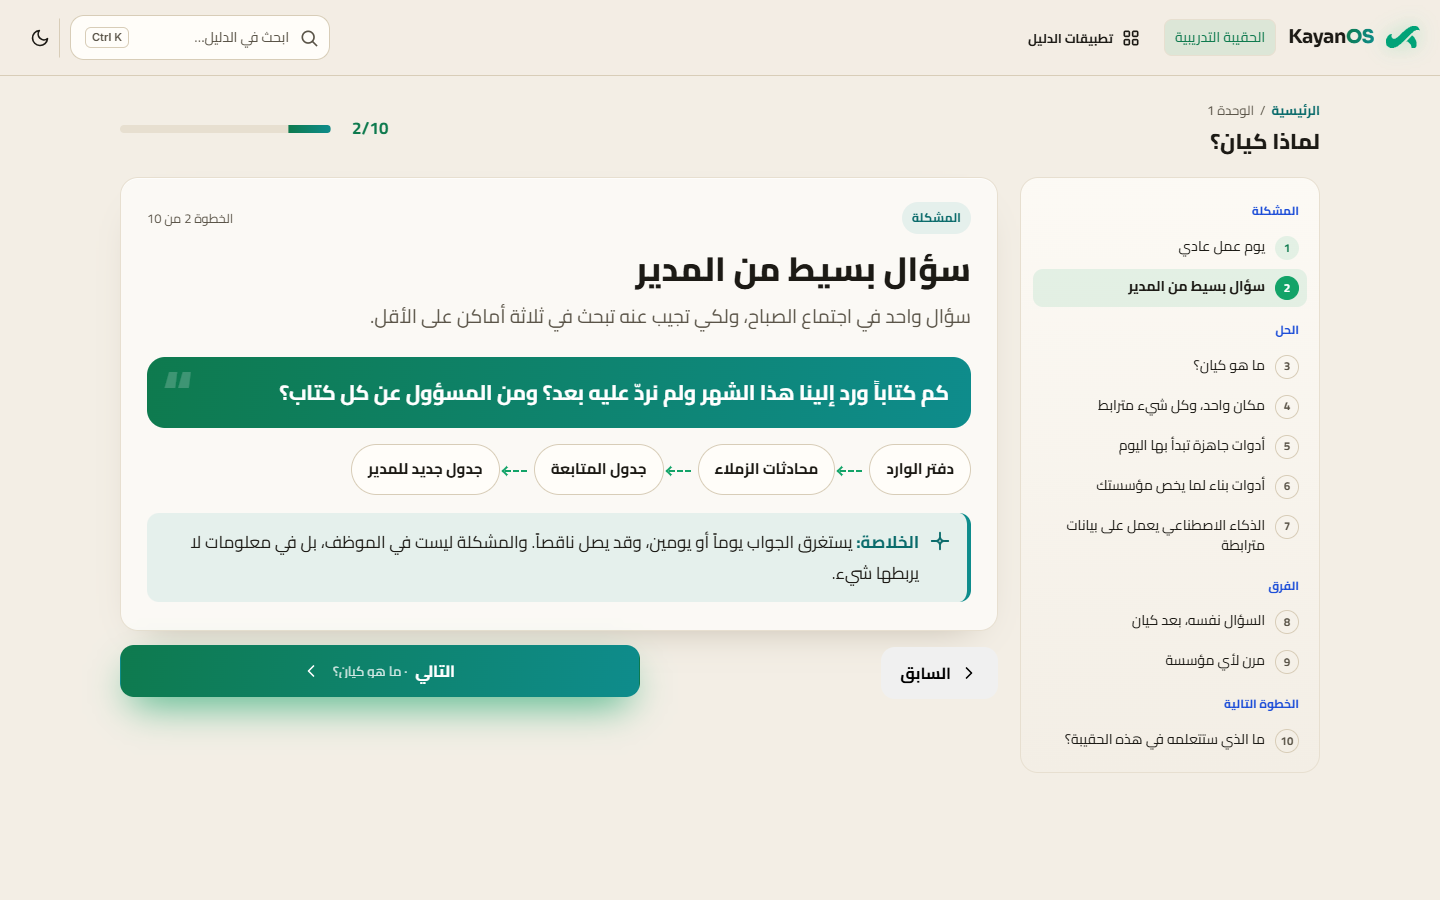 KayanOS
الحقيبة التدريبية
تطبيقات الدليل
ابحث في الدليل...
Ctrl K
الرئيسية / الوحدة 1
لماذا كيان؟
2/10
المشكلة
1 يوم عمل عادي
2 سؤال بسيط من المدير
الحل
3 ما هو كيان؟
4 مكان واحد، وكل شيء مترابط
5 أدوات جاهزة تبدأ بها اليوم
6 أدوات بناء لما يخص مؤسستك
7 الذكاء الاصطناعي يعمل على بيانات
مترابطة
الفرق
8 السؤال نفسه، بعد كيان
9 مرن لأي مؤسسة
الخطوة التالية
10 ما الذي ستتعلمه في هذه الحقيبة؟
المشكلة
الخطوة 2 من 10
سؤال بسيط من المدير
سؤال واحد في اجتماع الصباح، ولكي تجيب عنه تبحث في ثلاثة أماكن على الأقل.
كم كتاباً ورد إلينا هذا الشهر ولم نردّ عليه بعد؟ ومن المسؤول عن كل كتاب؟
دفتر الوارد
محادثات الزملاء
جدول المتابعة
جدول جديد للمدير
الخلاصة: يستغرق الجواب يوماً أو يومين، وقد يصل ناقصاً. والمشكلة ليست في الموظف، بل في معلومات لا
يربطها شيء.
السابق
التالي · ما هو كيان؟